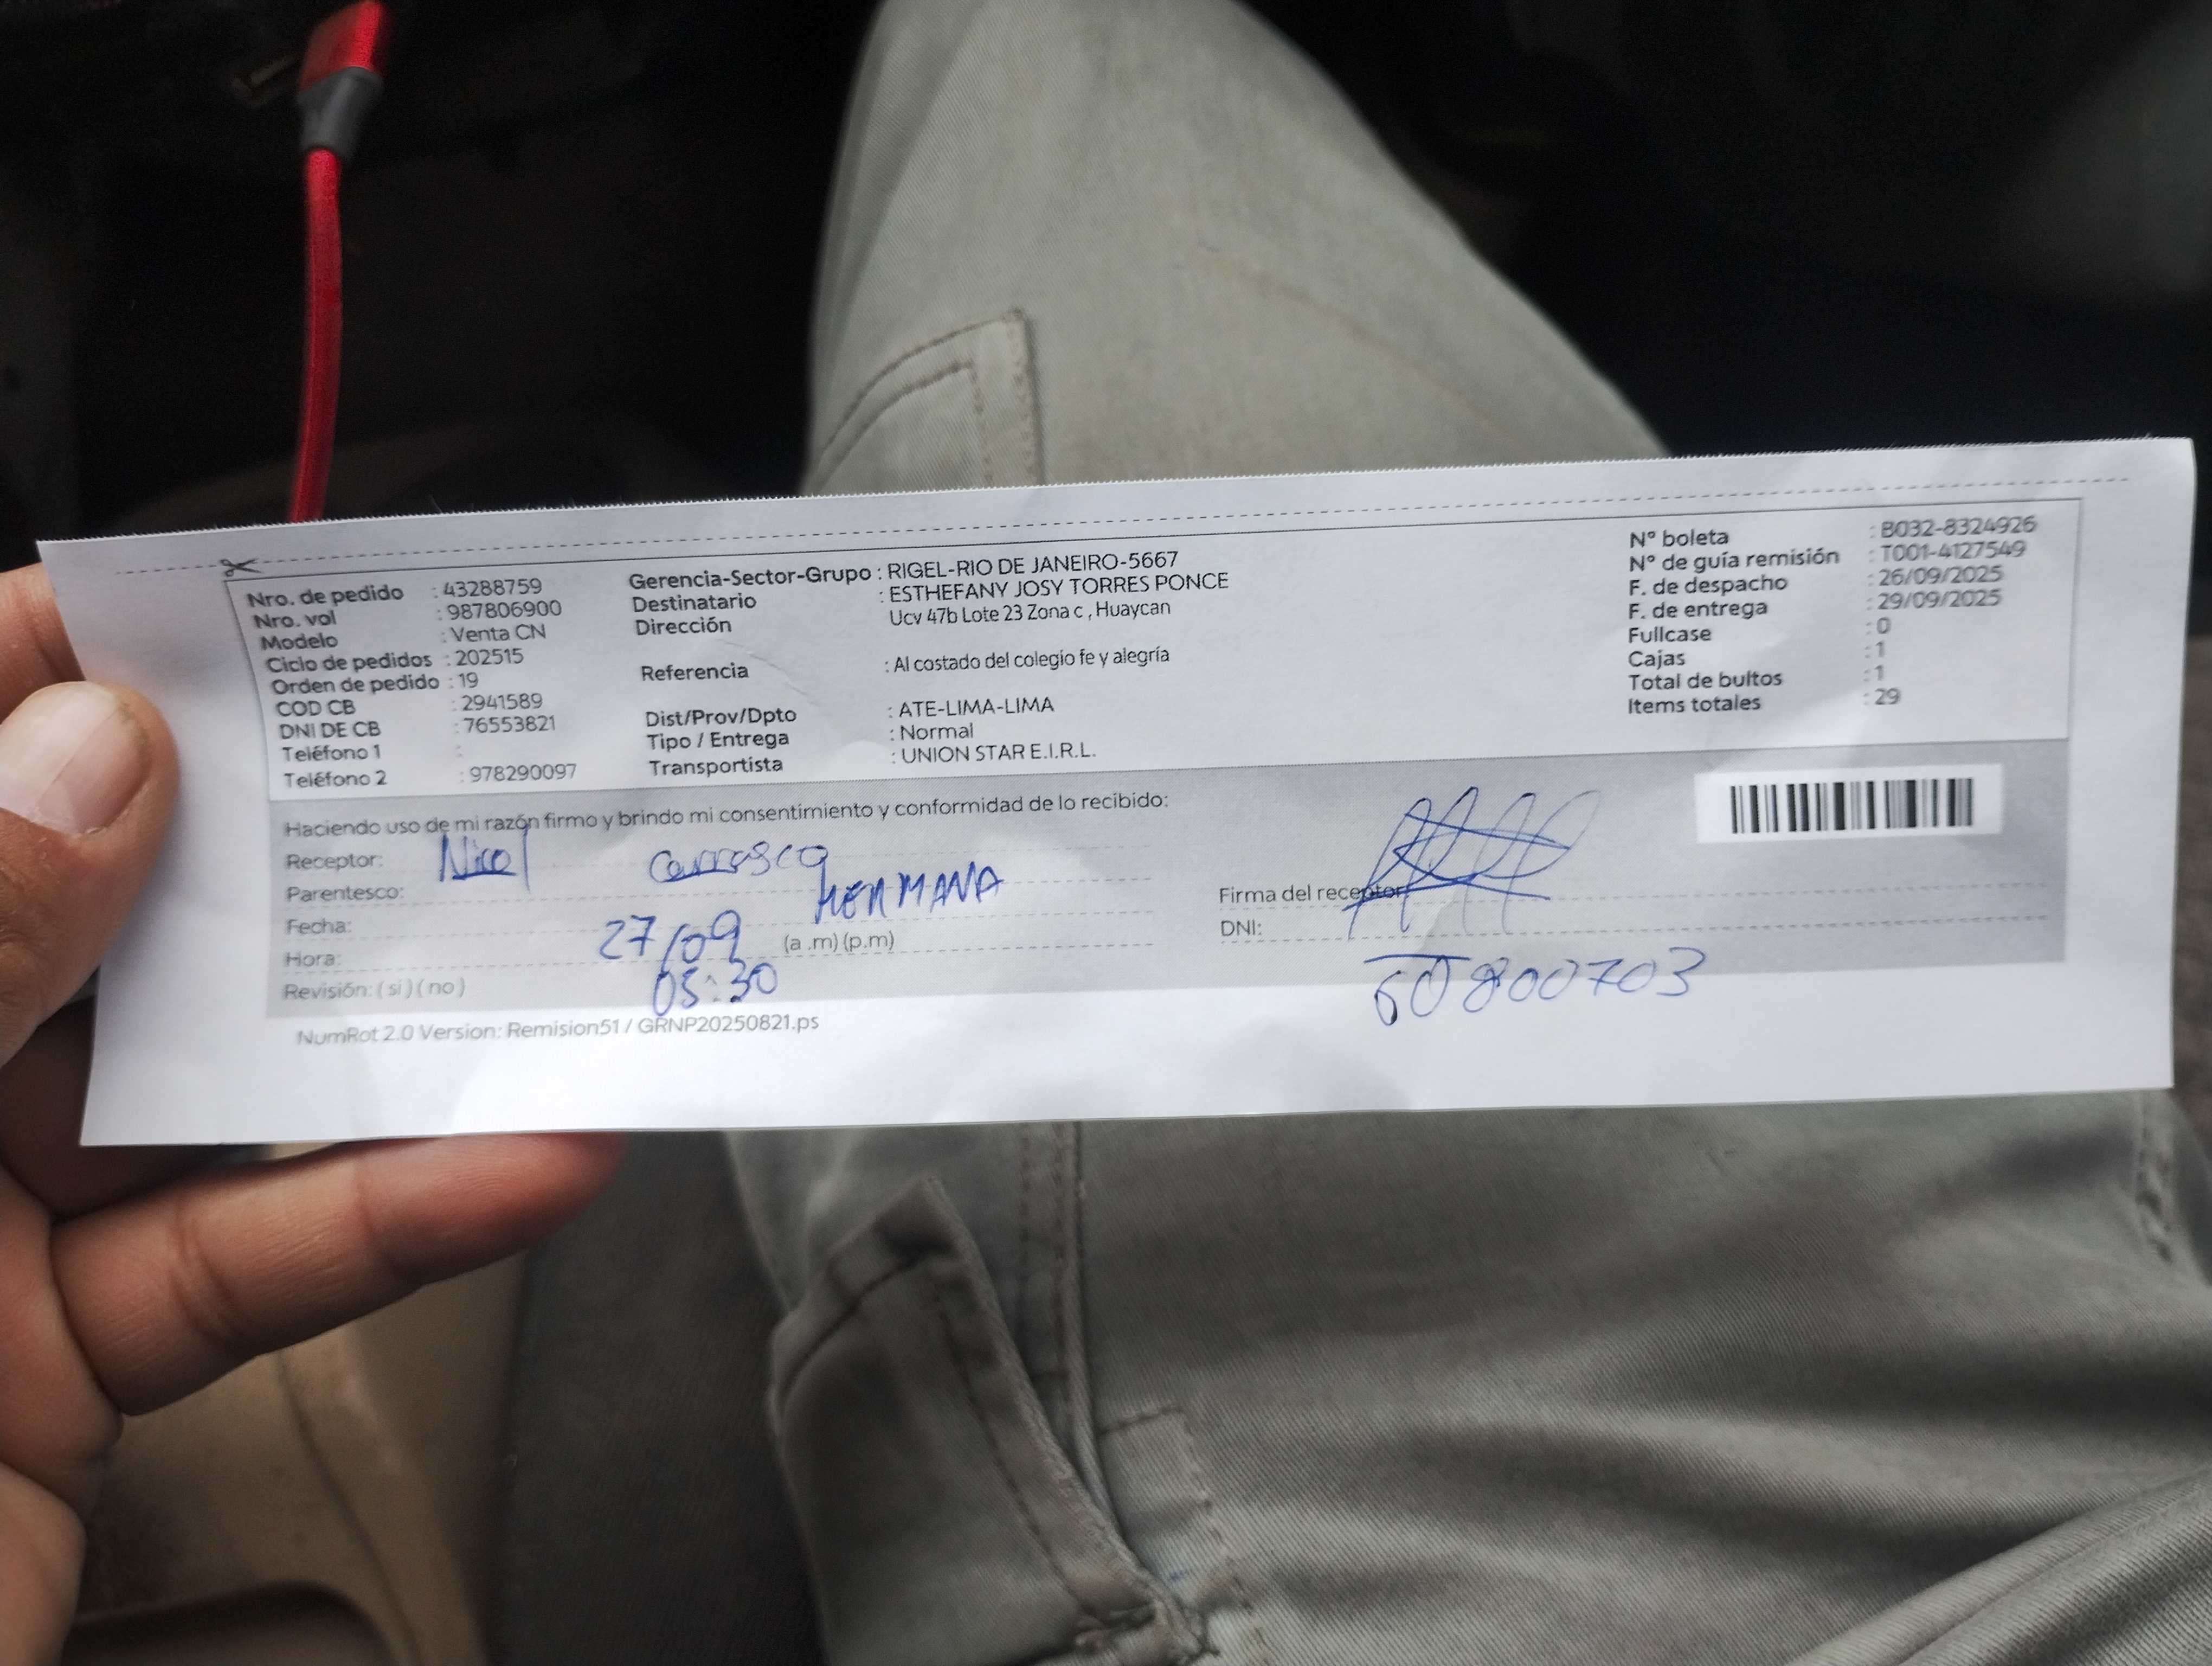 Nro. de pedido : 43288759
Nro. vol : 987806900
Modelo : Venta CN
Ciclo de pedidos : 202515
Orden de pedido : 19
COD CB : 2941589
DNI DE CB : 76553821
Teléfono 1 :
Teléfono 2 : 978290097
Gerencia-Sector-Grupo : RIGEL-RIO DE JANEIRO-5667
Destinatario : ESTHEFANY JOSY TORRES PONCE
Dirección Ucv 47b Lote 23 Zona c , Huaycan
Referencia : Al costado del colegio fe y alegría
Dist/Prov/Dpto : ATE-LIMA-LIMA
Tipo / Entrega : Normal
Transportista : UNION STAR E.I.R.L.
N° boleta : B032-8324926
N° de guía remisión : T001-4127549
F. de despacho : 26/09/2025
F. de entrega : 29/09/2025
Fullcase : 0
Cajas : 1
Total de bultos : 1
Items totales : 29
Haciendo uso de mi razón firmo y brindo mi consentimiento y conformidad de lo recibido:
Receptor: Nicol Carrasco
Parentesco: HERMANA
Fecha: 27/09
Hora: 05:30 (a .m) (p.m)
Revisión: ( si ) ( no )
Firma del receptor
DNI: 60800703
NumRot 2.0 Version: Remision51 / GRNP20250821.ps